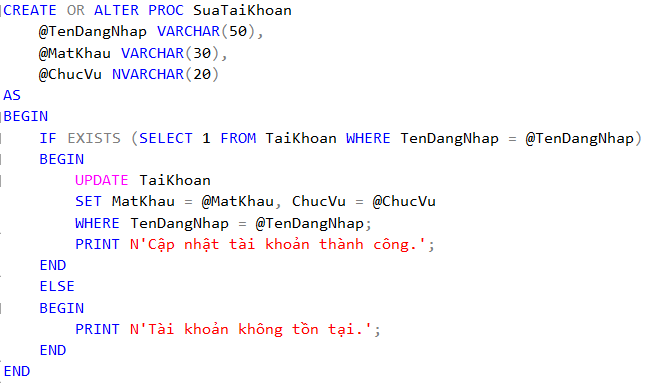 CREATE OR ALTER PROC SuaTaiKhoan
    @TenDangNhap VARCHAR(50),
    @MatKhau VARCHAR(30),
    @ChucVu NVARCHAR(20)
AS
BEGIN
    IF EXISTS (SELECT 1 FROM TaiKhoan WHERE TenDangNhap = @TenDangNhap)
    BEGIN
        UPDATE TaiKhoan
        SET MatKhau = @MatKhau, ChucVu = @ChucVu
        WHERE TenDangNhap = @TenDangNhap;
        PRINT N'Cập nhật tài khoản thành công.';
    END
    ELSE
    BEGIN
        PRINT N'Tài khoản không tồn tại.';
    END
END